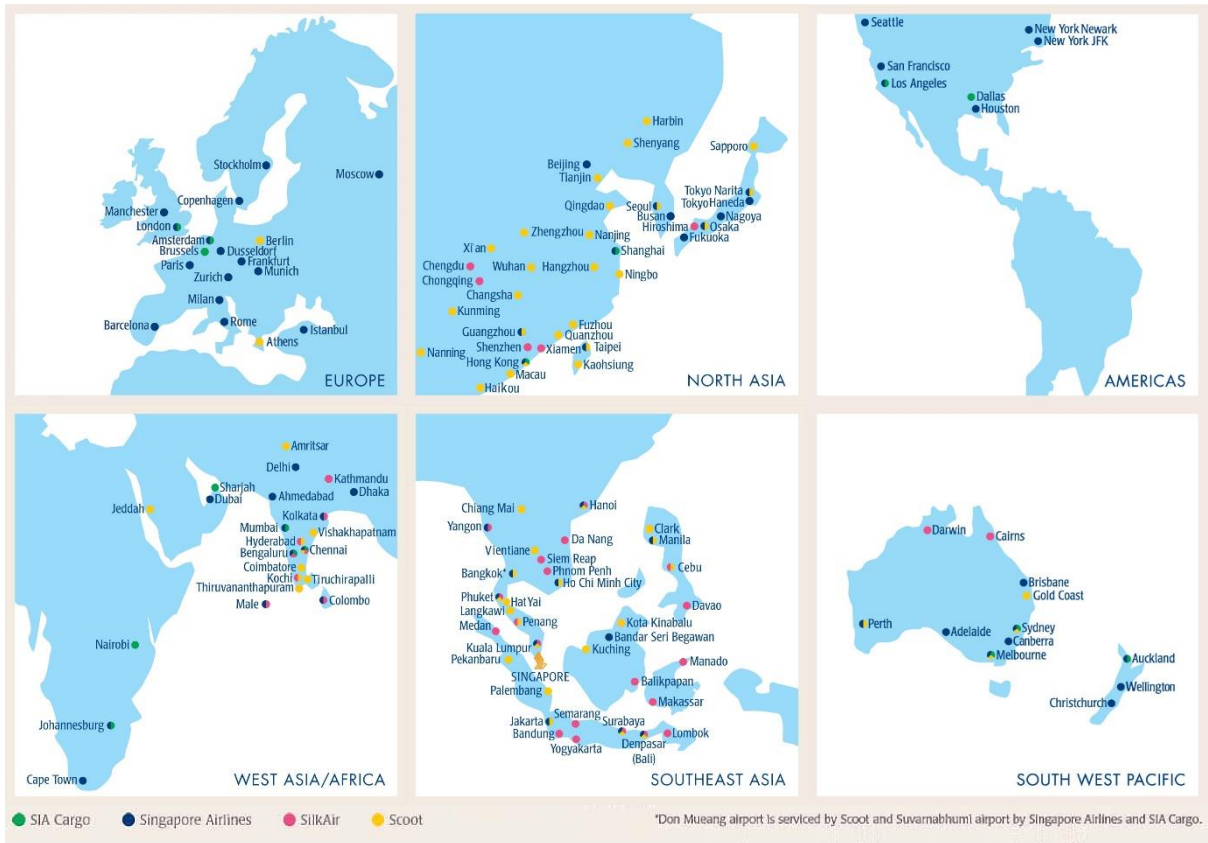 Stockholm
Moscow
Copenhagen
Manchester
London
Amsterdam
Berlin
Brussels
Dusseldorf
Frankfurt
Paris
Munich
Zurich
Milan
Barcelona
Rome
Istanbul
Athens
EUROPE
Harbin
Shenyang
Sapporo
Beijing
Tianjin
Tokyo Narita
Tokyo Haneda
Qingdao
Seoul
Busan
Nagoya
Hiroshima
Osaka
Zhengzhou
Nanjing
Fukuoka
Xi'an
Shanghai
Chengdu
Wuhan
Hangzhou
Ningbo
Chongqing
Changsha
Kunming
Fuzhou
Guangzhou
Quanzhou
Shenzhen
Xiamen
Taipei
Nanning
Hong Kong
Kaohsiung
Macau
Haikou
NORTH ASIA
Seattle
New York Newark
New York JFK
San Francisco
Los Angeles
Dallas
Houston
AMERICAS
Amritsar
Delhi
Kathmandu
Sharjah
Dubai
Ahmedabad
Dhaka
Jeddah
Kolkata
Mumbai
Vishakhapatnam
Hyderabad
Bengaluru
Chennai
Coimbatore
Kochi
Tiruchirapalli
Thiruvananthapuram
Male
Colombo
Nairobi
Johannesburg
Cape Town
WEST ASIA/AFRICA
Chiang Mai
Hanoi
Yangon
Clark
Manila
Da Nang
Vientiane
Siem Reap
Phnom Penh
Cebu
Bangkok*
Ho Chi Minh City
Phuket
Hat Yai
Langkawi
Davao
Penang
Kota Kinabalu
Medan
Bandar Seri Begawan
Kuala Lumpur
Kuching
Pekanbaru
Manado
SINGAPORE
Balikpapan
Palembang
Makassar
Semarang
Jakarta
Surabaya
Bandung
Lombok
Yogyakarta
Denpasar
(Bali)
SOUTHEAST ASIA
Darwin
Cairns
Brisbane
Gold Coast
Perth
Adelaide
Sydney
Canberra
Melbourne
Auckland
Wellington
Christchurch
SOUTH WEST PACIFIC
SIA Cargo
Singapore Airlines
SilkAir
Scoot
*Don Mueang airport is serviced by Scoot and Suvarnabhumi airport by Singapore Airlines and SIA Cargo.